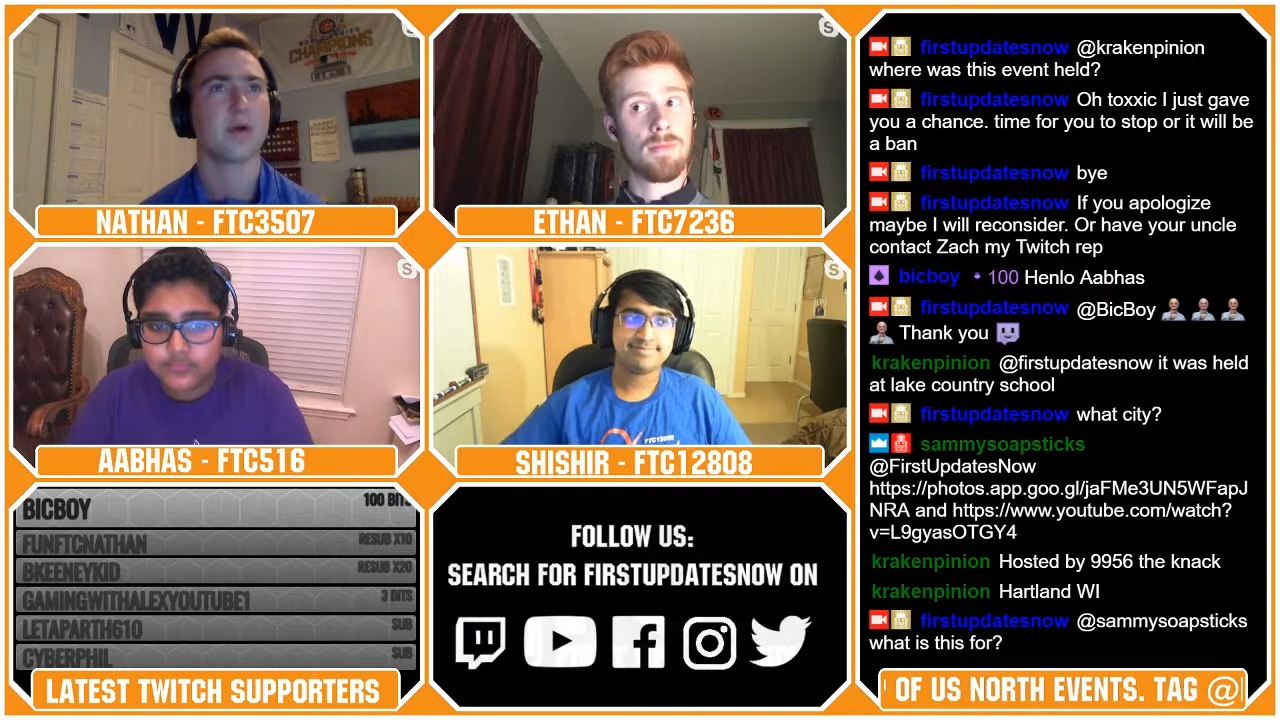 CHAMPIONS
NATHAN - FTC3507
ETHAN - FTC7236
AABHAS - FTC516
FTC12808
SHISHIR - FTC12808
BICBOY 100 BITS
FUNFTCNATHAN RESUB X10
BKEENEYKID RESUB X20
GAMINGWITHALEXYOUTUBE1 3 BITS
LETAPARTH610 SUB
CYBERPHIL SUB
LATEST TWITCH SUPPORTERS
FOLLOW US:
SEARCH FOR FIRSTUPDATESNOW ON
firstupdatesnow @krakenpinion
where was this event held?
firstupdatesnow Oh toxxic I just gave
you a chance. time for you to stop or it will be
a ban
firstupdatesnow bye
firstupdatesnow If you apologize
maybe I will reconsider. Or have your uncle
contact Zach my Twitch rep
bicboy 100 Henlo Aabhas
firstupdatesnow @BicBoy
Thank you
krakenpinion @firstupdatesnow it was held
at lake country school
firstupdatesnow what city?
sammysoapsticks
@FirstUpdatesNow
https://photos.app.goo.gl/jaFMe3UN5WFapJ
NRA and https://www.youtube.com/watch?
v=L9gyasOTGY4
krakenpinion Hosted by 9956 the knack
krakenpinion Hartland WI
firstupdatesnow @sammysoapsticks
what is this for?
OF US NORTH EVENTS. TAG @